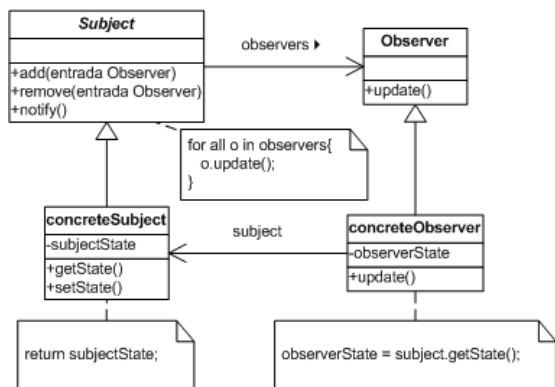 Subject
+add(entrada Observer)
+remove(entrada Observer)
+notify()
observers
Observer
+update()
for all o in observers{
o.update();
}
concreteSubject
-subjectState
+getState()
+setState()
subject
concreteObserver
-observerState
+update()
return subjectState;
observerState = subject.getState();